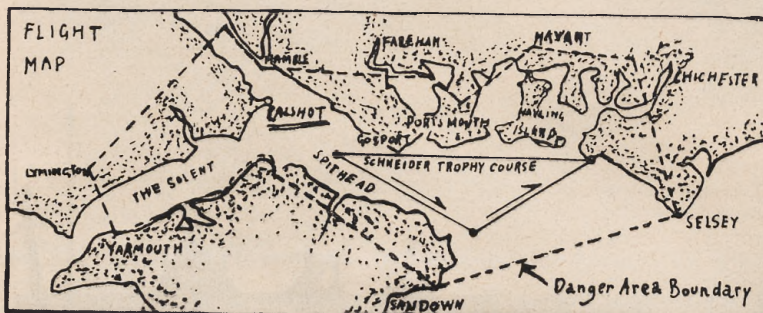 FLIGHT
MAP
HAMBLE
FAREHAM
HAVANT
CHICHESTER
CALSHOT
GOSPORT
PORTSMOUTH
HAYLING
ISLAND
LYMINGTON
THE SOLENT
SPITHEAD
SCHNEIDER TROPHY COURSE
YARMOUTH
SELSEY
SANDOWN
Danger Area Boundary